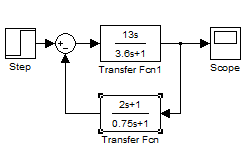 13s
3.6s+1
Step
Transfer Fcn1
Scope
2s+1
0.75s+1
Transfer Fcn